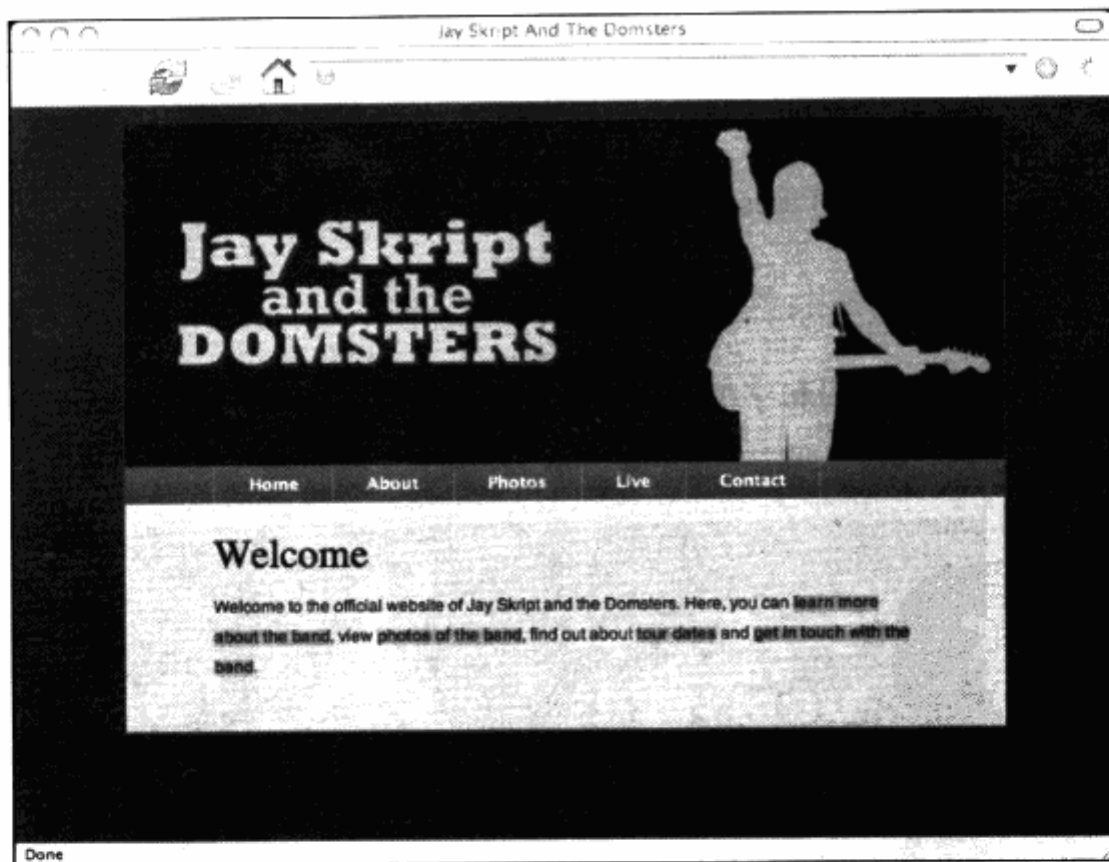 Jay Skript And The Domsters
Jay Skript
and the
DOMSTERS
Home About Photos Live Contact
Welcome
Welcome to the official website of Jay Skript and the Domsters. Here, you can learn more
about the band, view photos of the band, find out about tour dates and get in touch with the
band.
Done